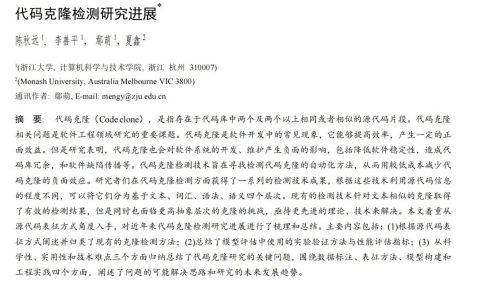 代码克隆检测研究进展*
陈秋远1, 李善平1, 鄢萌1, 夏鑫2
1(浙江大学, 计算机科学与技术学院, 浙江 杭州 310007)
2(Monash University, Australia Melbourne VIC 3800)
通讯作者: 鄢萌, E-mail: mengy@zju.edu.cn
摘 要: 代码克隆(Code clone)，是指存在于代码库中两个及两个以上相同或者相似的源代码片段。代码克隆
相关问题是软件工程领域研究的重要课题。代码克隆是软件开发中的常见现象，它能够提高效率，产生一定的正
面效益。但是研究表明，代码克隆也会对软件系统的开发、维护产生负面的影响，包括降低软件稳定性，造成代
码库冗余，和软件缺陷传播等。代码克隆检测技术旨在寻找检测代码克隆的自动化方法，从而用较低成本减少代
码克隆的负面效应。研究者们在代码克隆检测方面获得了一系列的检测技术成果，根据这些技术利用源代码信息
的程度不同，可以将它们分为基于文本、词汇、语法、语义四个层次。现有的检测技术针对文本相似的克隆取得
了有效的检测结果，但是同时也面临更高抽象层次的克隆的挑战，亟待更先进的理论、技术来解决。本文着重从
源代码表征方式角度入手，对近年来代码克隆检测研究进展进行了梳理和总结。主要内容包括：(1)根据源代码表
征方式阐述并归类了现有的克隆检测方法；(2)总结了模型评估中使用的实验验证方法与性能评估指标；(3) 从科
学性、实用性和技术难点三个方面归纳总结了代码克隆研究的关键问题，围绕数据标注、表征方法、模型构建和
工程实践四个方面，阐述了问题的可能解决思路和研究的未来发展趋势。